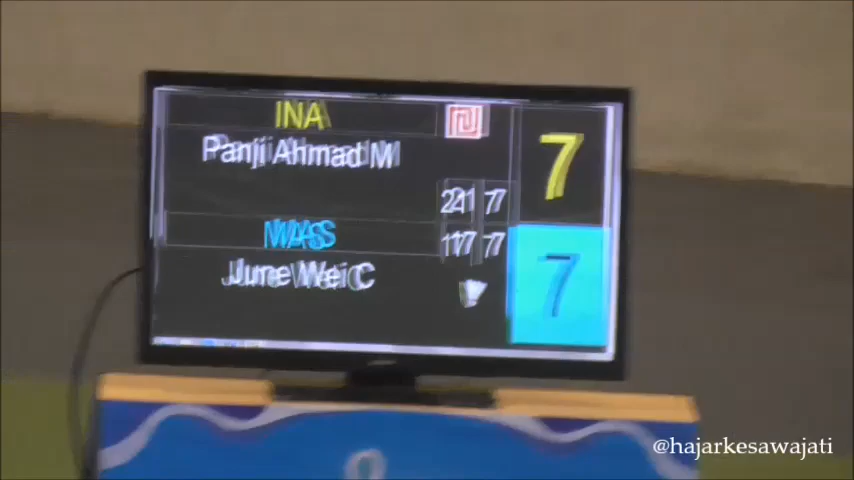 INA
Panji Ahmad M
21 7
7
MAS
17 7
June Wei C
7
@hajarkesawajati